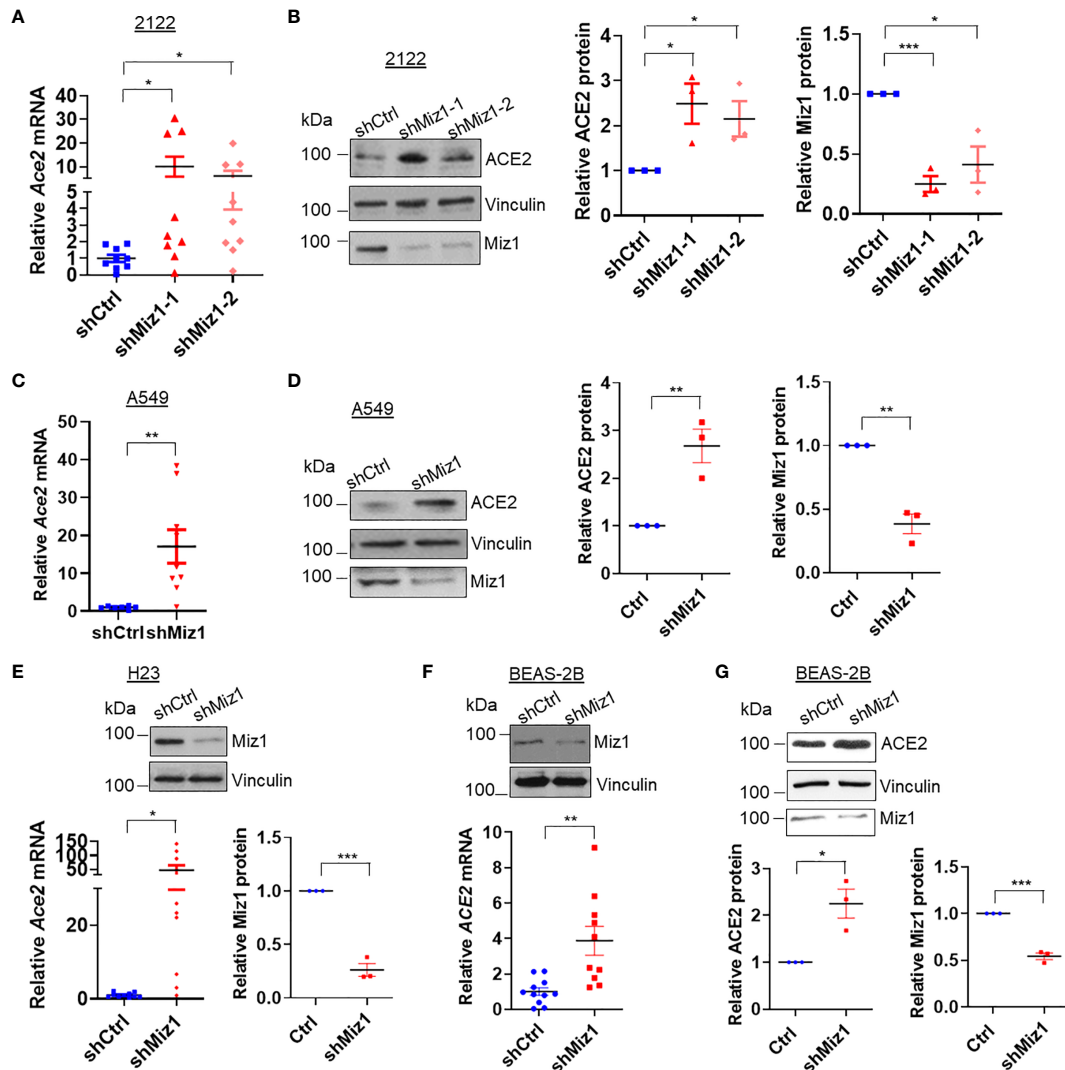 A
2122
Relative Ace2 mRNA
40
30
20
10
5
4
3
2
1
0
*
*
shCtrl
shMiz1-1
shMiz1-2
B
2122
kDa
shCtrl
shMiz1-1
shMiz1-2
100
ACE2
100
Vinculin
100
Miz1
Relative ACE2 protein
4
3
2
1
0
*
*
shCtrl
shMiz1-1
shMiz1-2
Relative Miz1 protein
1.5
1.0
0.5
0.0
***
*
shCtrl
shMiz1-1
shMiz1-2
C
A549
Relative Ace2 mRNA
50
40
30
20
10
0
**
shCtrl
shMiz1
D
A549
kDa
shCtrl
shMiz1
100
ACE2
100
Vinculin
100
Miz1
Relative ACE2 protein
4
3
2
1
0
**
Ctrl
shMiz1
Relative Miz1 protein
1.5
1.0
0.5
0.0
**
Ctrl
shMiz1
E
H23
kDa
shCtrl
shMiz1
100
Miz1
100
Vinculin
Relative Ace2 mRNA
150
100
50
20
0
*
shCtrl
shMiz1
Relative Miz1 protein
1.5
1.0
0.5
0.0
***
Ctrl
shMiz1
F
BEAS-2B
kDa
shCtrl
shMiz1
100
Miz1
100
Vinculin
Relative ACE2 mRNA
10
8
6
4
2
0
**
shCtrl
shMiz1
G
BEAS-2B
kDa
shCtrl
shMiz1
100
ACE2
100
Vinculin
100
Miz1
Relative ACE2 protein
4
3
2
1
0
*
Ctrl
shMiz1
Relative Miz1 protein
1.5
1.0
0.5
0.0
***
Ctrl
shMiz1